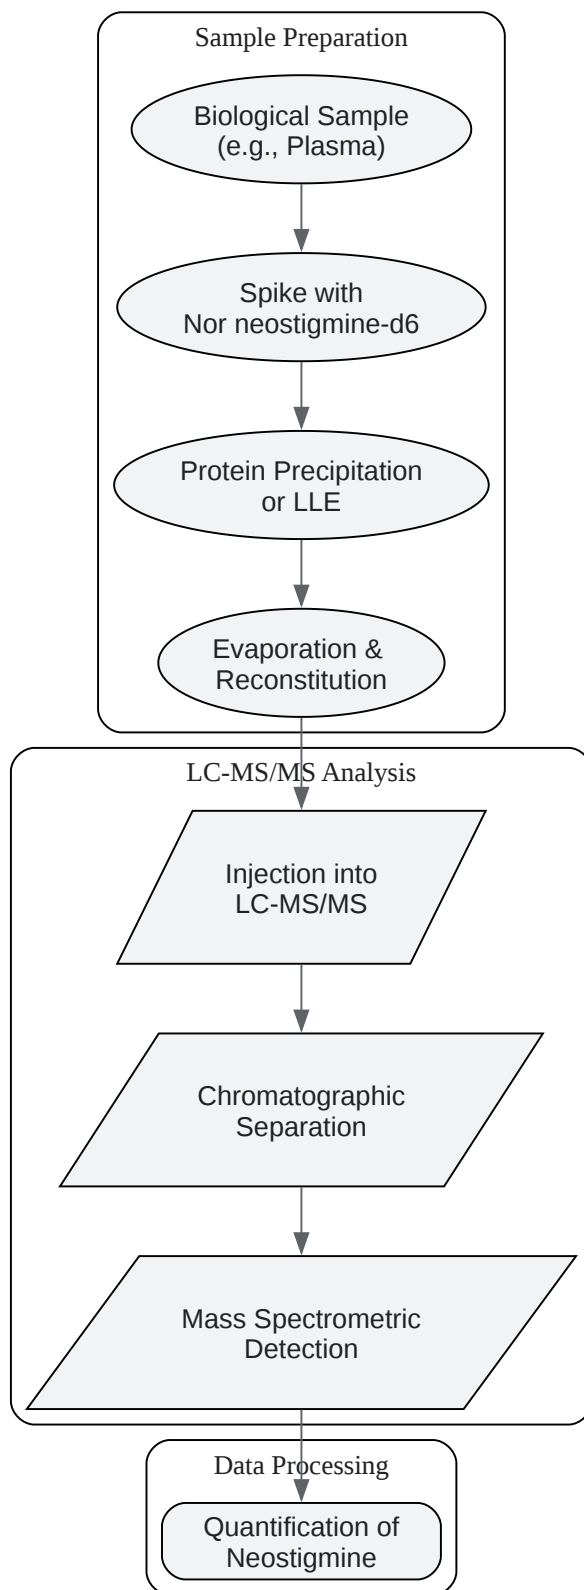 Sample Preparation
Biological Sample
(e.g., Plasma)
Spike with
Nor neostigmine-d6
Protein Precipitation
or LLE
Evaporation &
Reconstitution
LC-MS/MS Analysis
Injection into
LC-MS/MS
Chromatographic
Separation
Mass Spectrometric
Detection
Data Processing
Quantification of
Neostigmine